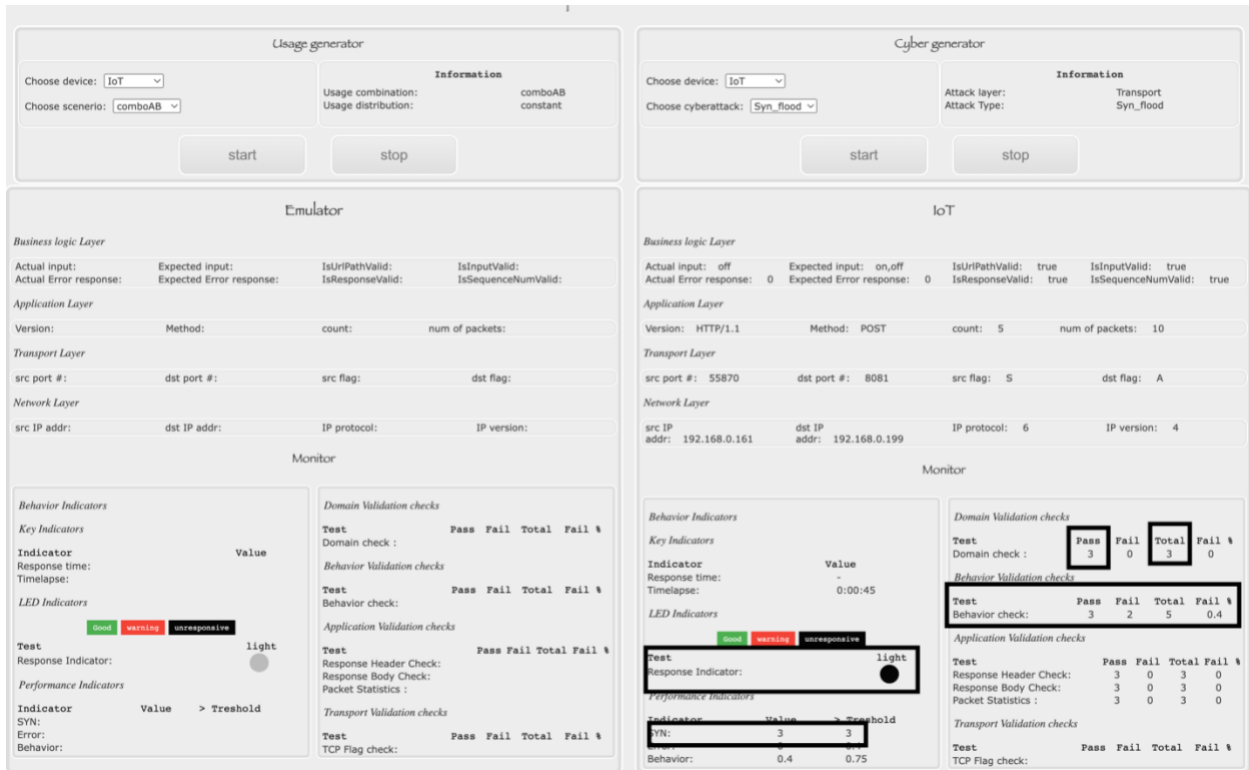 Usage generator
Choose device: IoT
Choose scenerio: comboAB
Information
Usage combination: comboAB
Usage distribution: constant
start stop
Cyber generator
Choose device: IoT
Choose cyberattack: Syn_flood
Information
Attack layer: Transport
Attack Type: Syn_flood
start stop
Emulator
Business logic Layer
Actual input: Expected input: IsUrlPathValid: IsInputValid:
Actual Error response: Expected Error response: IsResponseValid: IsSequenceNumValid:
Application Layer
Version: Method: count: num of packets:
Transport Layer
src port #: dst port #: src flag: dst flag:
Network Layer
src IP addr: dst IP addr: IP protocol: IP version:
Monitor
Behavior Indicators
Key Indicators
Indicator Value
Response time:
Timelapse:
LED Indicators
Good warning unresponsive
Test light
Response Indicator:
Performance Indicators
Indicator Value > Treshold
SYN:
Error:
Behavior:
Domain Validation checks
Test Pass Fail Total Fail %
Domain check :
Behavior Validation checks
Test Pass Fail Total Fail %
Behavior check:
Application Validation checks
Test Pass Fail Total Fail %
Response Header Check:
Response Body Check:
Packet Statistics :
Transport Validation checks
Test Pass Fail Total Fail %
TCP Flag check:
IoT
Business logic Layer
Actual input: off Expected input: on,off IsUrlPathValid: true IsInputValid: true
Actual Error response: 0 Expected Error response: 0 IsResponseValid: true IsSequenceNumValid: true
Application Layer
Version: HTTP/1.1 Method: POST count: 5 num of packets: 10
Transport Layer
src port #: 55870 dst port #: 8081 src flag: S dst flag: A
Network Layer
src IP addr: 192.168.0.161 dst IP addr: 192.168.0.199 IP protocol: 6 IP version: 4
Monitor
Behavior Indicators
Key Indicators
Indicator Value
Response time: -
Timelapse: 0:00:45
LED Indicators
Good warning unresponsive
Test light
Response Indicator:
Performance Indicators
Indicator Value > Treshold
SYN: 3 3
Error:
Behavior: 0.4 0.75
Domain Validation checks
Test Pass Fail Total Fail %
Domain check : 3 0 3 0
Behavior Validation checks
Test Pass Fail Total Fail %
Behavior check: 3 2 5 0.4
Application Validation checks
Test Pass Fail Total Fail %
Response Header Check: 3 0 3 0
Response Body Check: 3 0 3 0
Packet Statistics : 3 0 3 0
Transport Validation checks
Test Pass Fail Total Fail %
TCP Flag check: